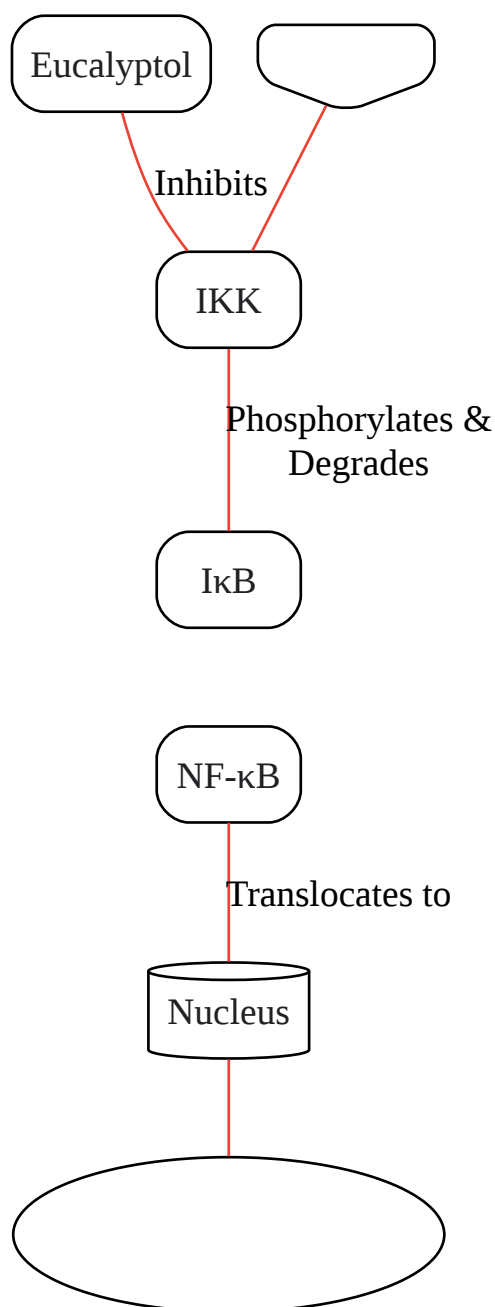 Eucalyptol
Inhibits
IKK
Phosphorylates &
Degrades
IκB
NF-κB
Translocates to
Nucleus